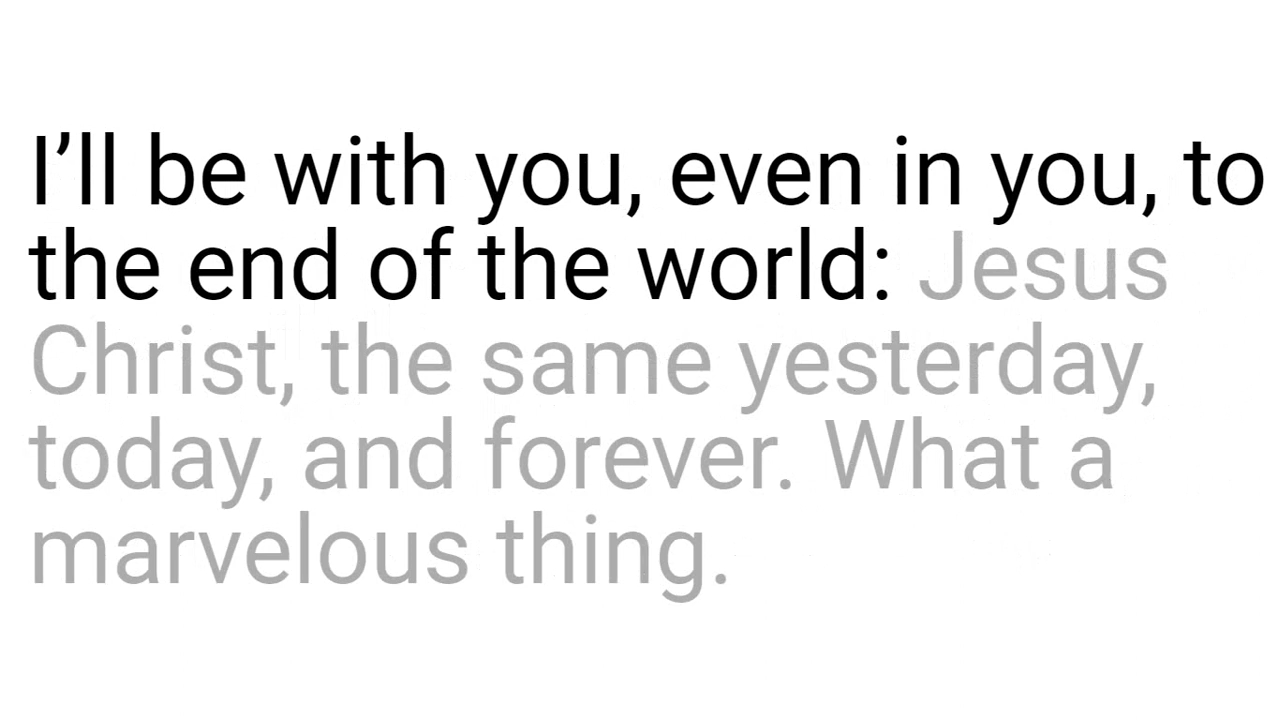 I’ll be with you, even in you, to
the end of the world: Jesus
Christ, the same yesterday,
today, and forever. What a
marvelous thing.